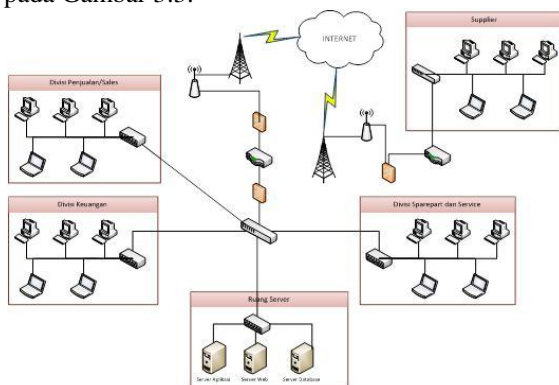 pada Gambar 3.3.
INTERNET
Supplier
Divisi Penjualan/Sales
Divisi Keuangan
Divisi Sparepart dan Service
Ruang Server
Server Aplikasi
Server Web
Server Database